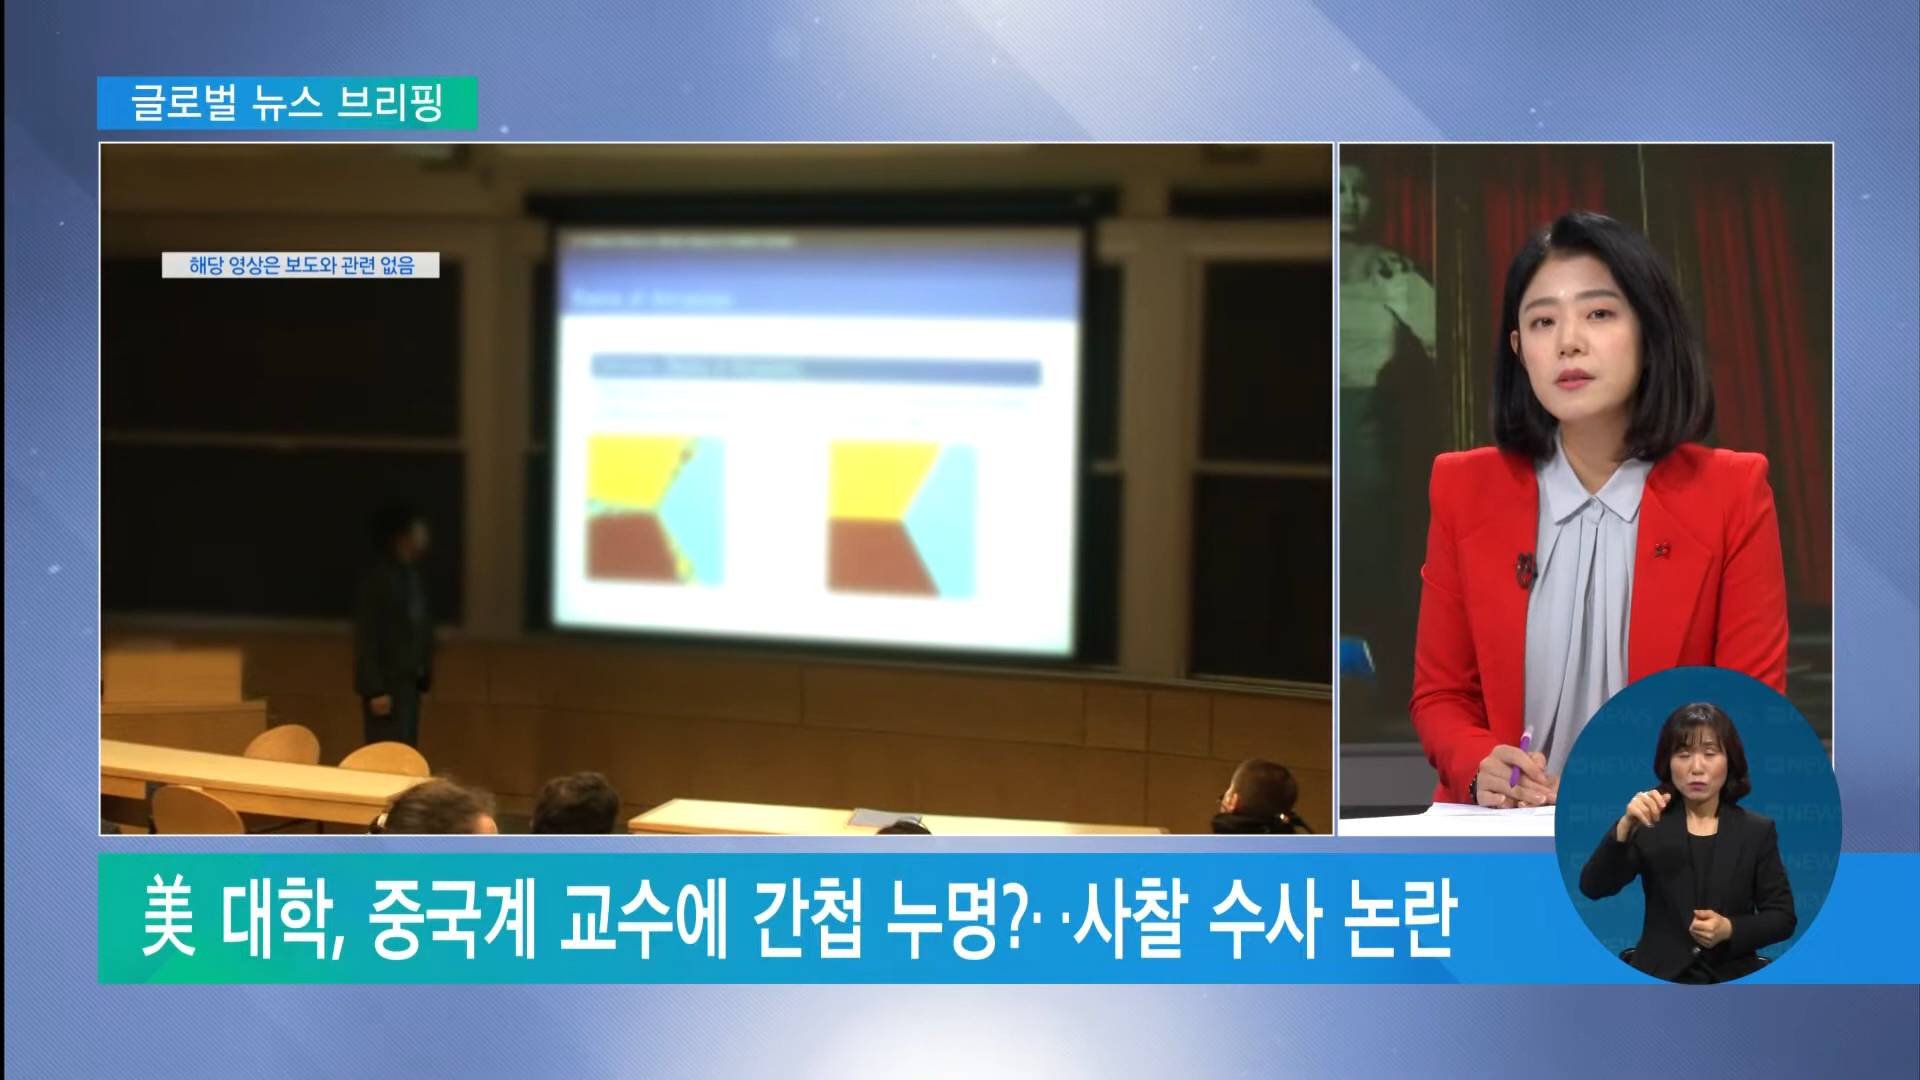 글로벌 뉴스 브리핑
해당 영상은 보도와 관련 없음
美 대학, 중국계 교수에 간첩 누명?··사찰 수사 논란
NEWS